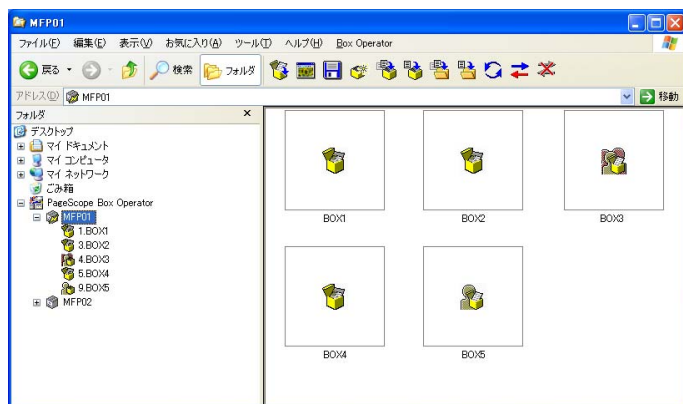 MFP01
ファイル(F) 編集(E) 表示(V) お気に入り(A) ツール(T) ヘルプ(H) Box Operator
戻る 検索 フォルダ
アドレス(D) MFP01 移動
フォルダ ×
デスクトップ
マイ ドキュメント
マイ コンピュータ
マイ ネットワーク
ごみ箱
PageScope Box Operator
MFP01
1.BOX1
3.BOX2
4.BOX3
5.BOX4
9.BOX5
MFP02
BOX1 BOX2 BOX3
BOX4 BOX5